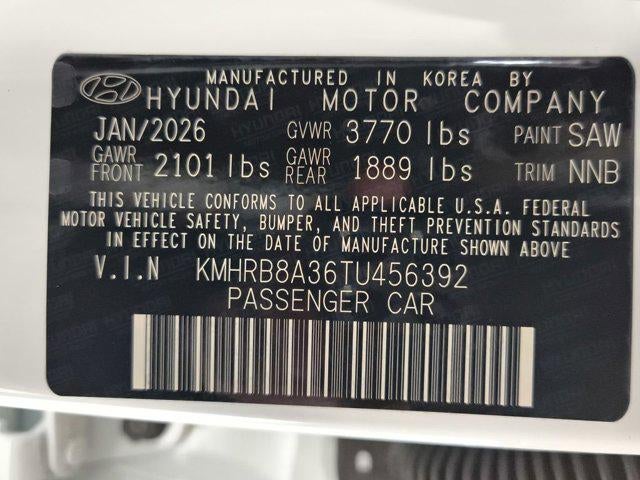 MANUFACTURED IN KOREA BY
HYUNDAI MOTOR COMPANY
JAN/2026 GVWR 3770 lbs PAINT SAW
GAWR FRONT 2101 lbs GAWR REAR 1889 lbs TRIM NNB
THIS VEHICLE CONFORMS TO ALL APPLICABLE U.S.A. FEDERAL
MOTOR VEHICLE SAFETY, BUMPER, AND THEFT PREVENTION STANDARDS
IN EFFECT ON THE DATE OF MANUFACTURE SHOWN ABOVE
V.I.N KMHRB8A36TU456392
PASSENGER CAR